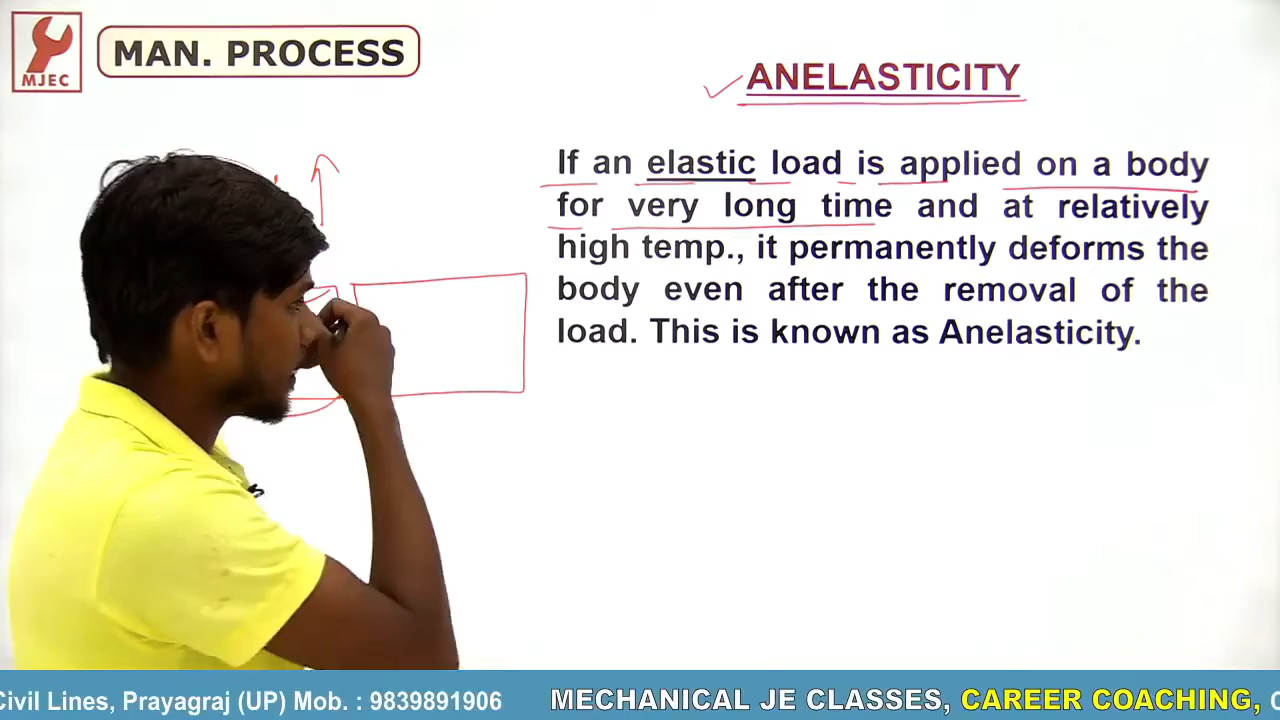 MJEC
MAN. PROCESS
ANELASTICITY
If an elastic load is applied on a body
for very long time and at relatively
high temp., it permanently deforms the
body even after the removal of the
load. This is known as Anelasticity.
Civil Lines, Prayagraj (UP) Mob. : 9839891906 MECHANICAL JE CLASSES, CAREER COACHING,